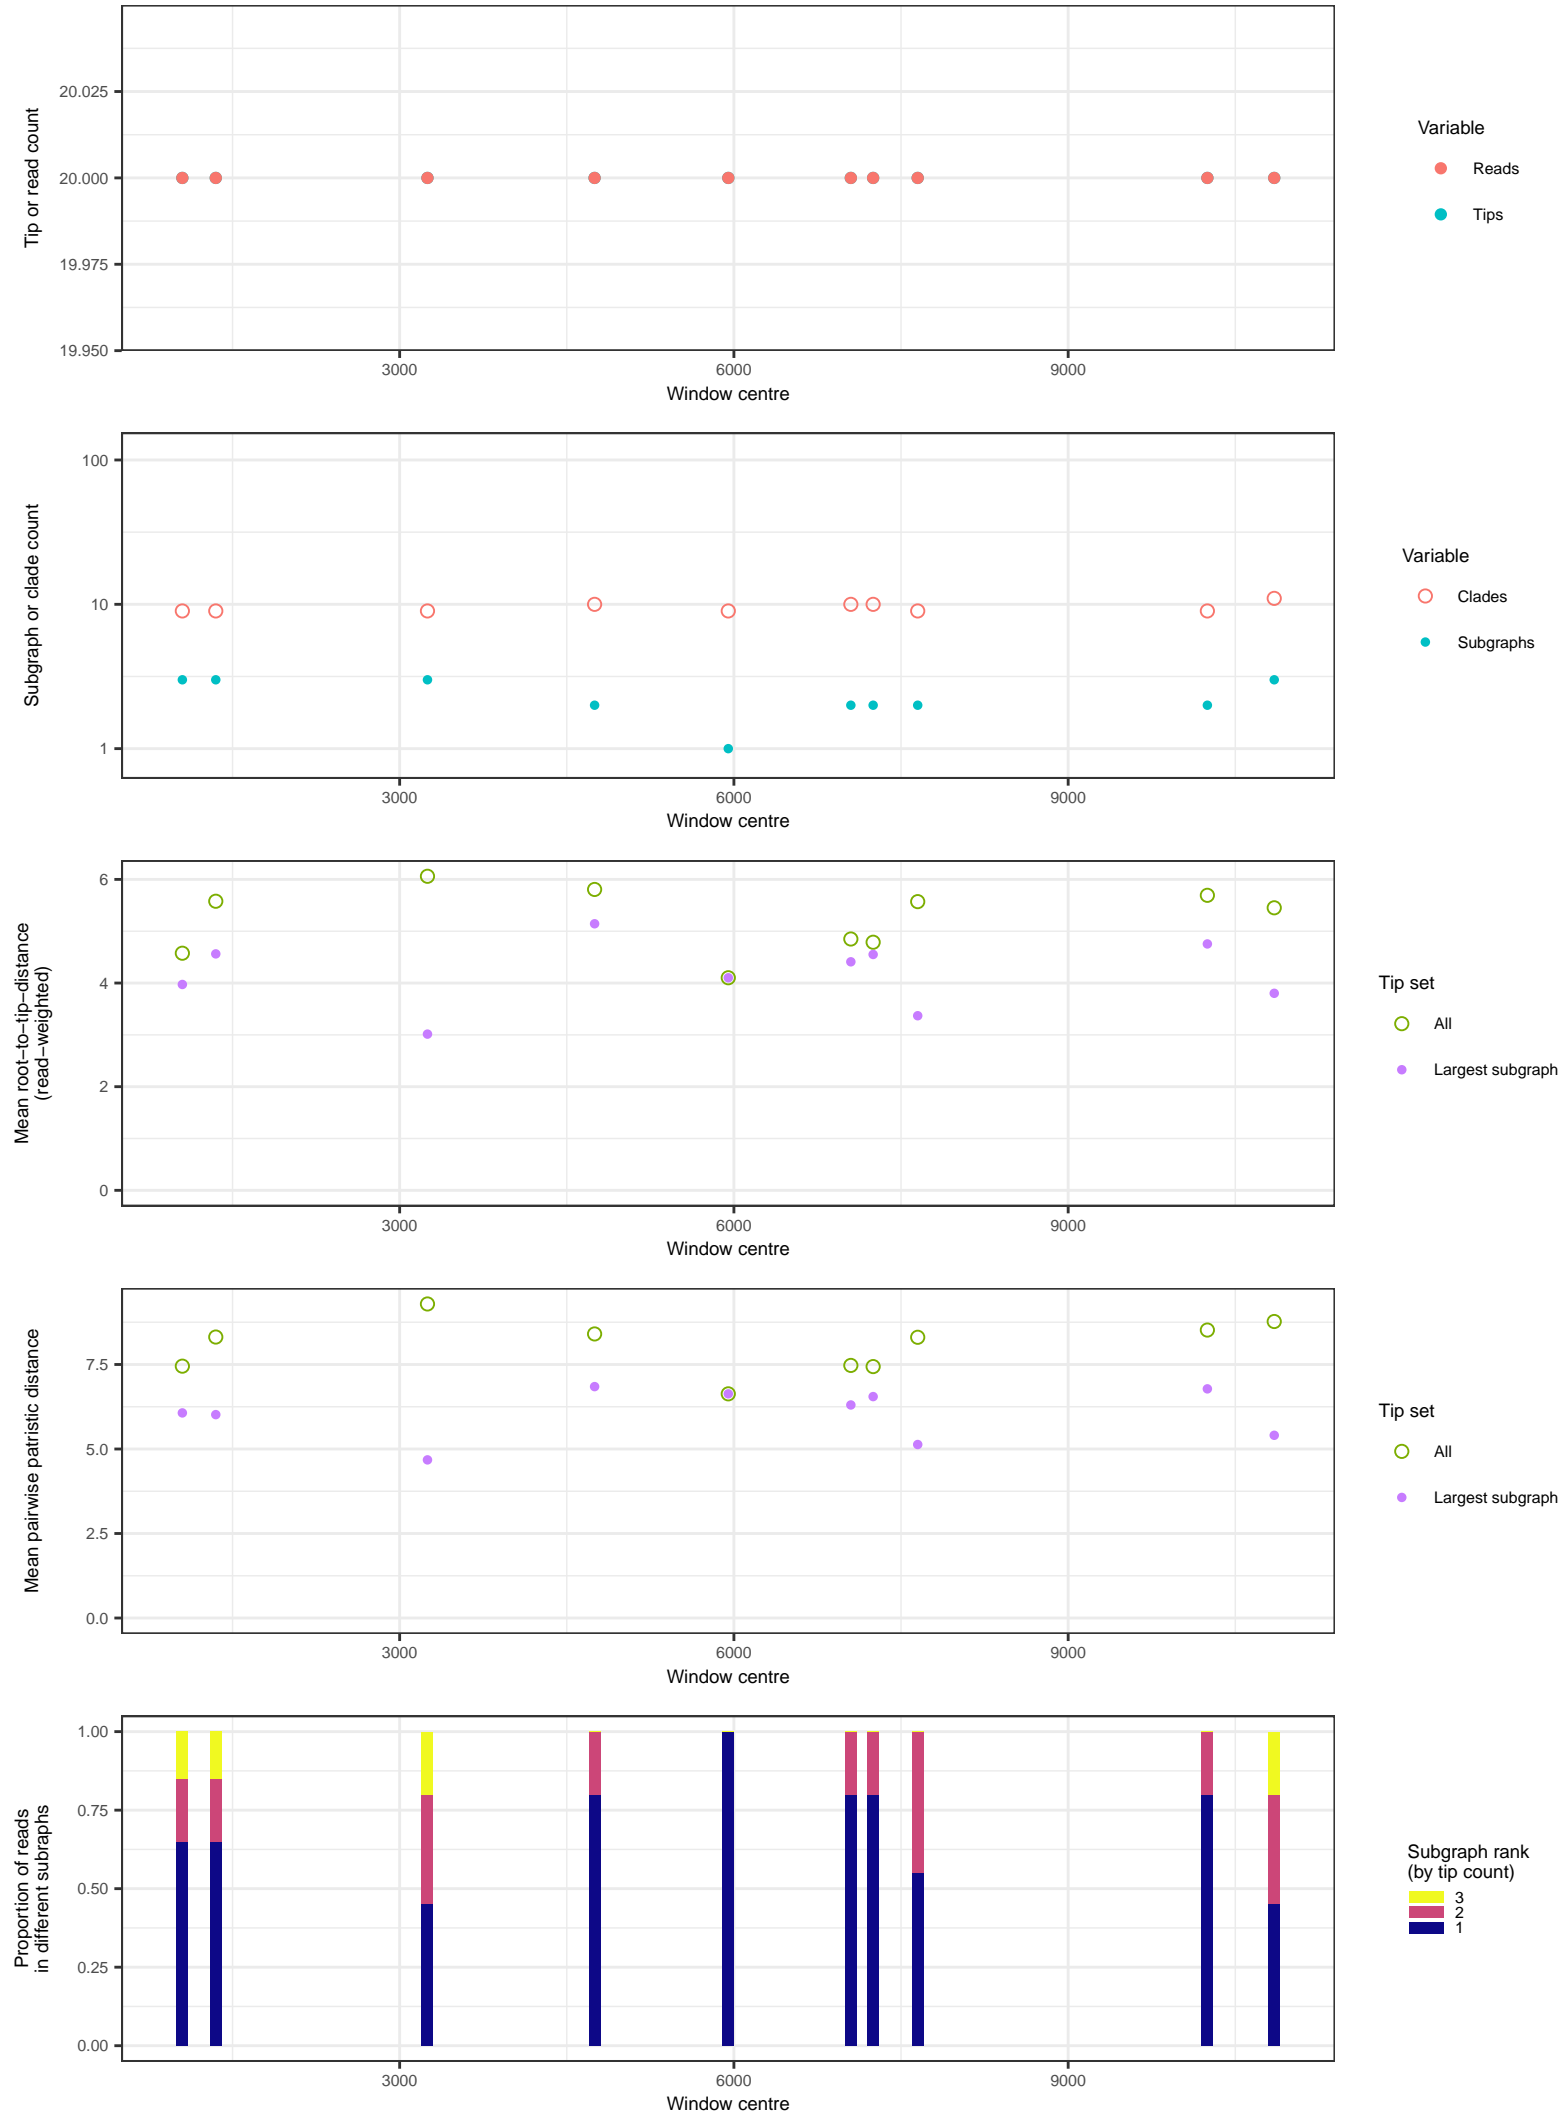 20.025
20.000
19.975
19.950
Tip or read count
3000 6000 9000
Window centre
Variable
Reads
Tips
100
10
1
Subgraph or clade count
3000 6000 9000
Window centre
Variable
Clades
Subgraphs
6
4
2
0
Mean root−to−tip−distance
(read−weighted)
3000 6000 9000
Window centre
Tip set
All
Largest subgraph
7.5
5.0
2.5
0.0
Mean pairwise patristic distance
3000 6000 9000
Window centre
Tip set
All
Largest subgraph
1.00
0.75
0.50
0.25
0.00
Proportion of reads
in different subraphs
3000 6000 9000
Window centre
Subgraph rank
(by tip count)
3
2
1